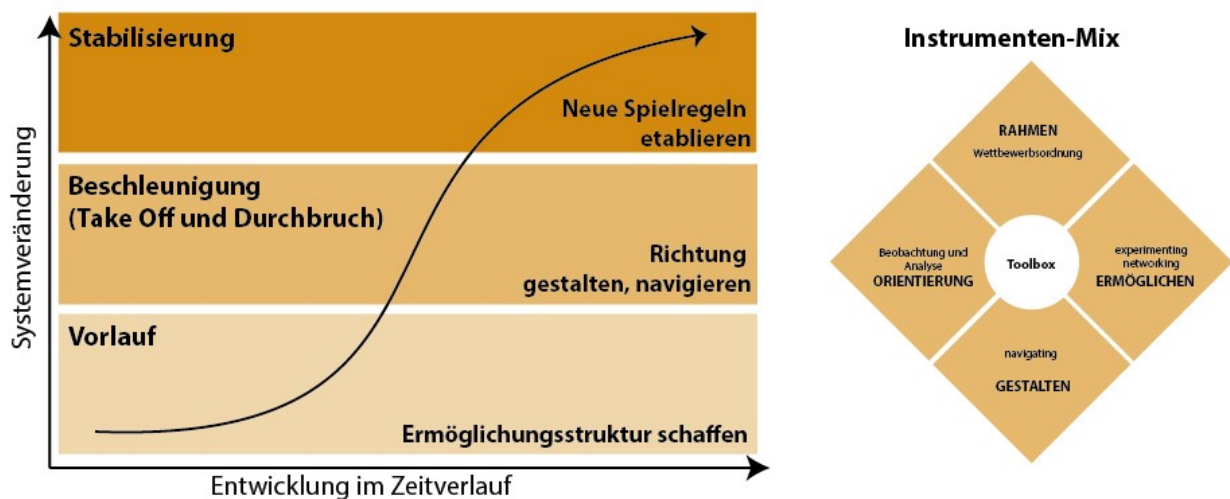 Stabilisierung
Neue Spielregeln
etablieren
Beschleunigung
(Take Off und Durchbruch)
Richtung
gestalten, navigieren
Vorlauf
Ermöglichungsstruktur schaffen
Systemveränderung
Entwicklung im Zeitverlauf
Instrumenten-Mix
RAHMEN
Wettbewerbsordnung
Beobachtung und
Analyse
ORIENTIERUNG
Toolbox
experimenting
networking
ERMÖGLICHEN
navigating
GESTALTEN